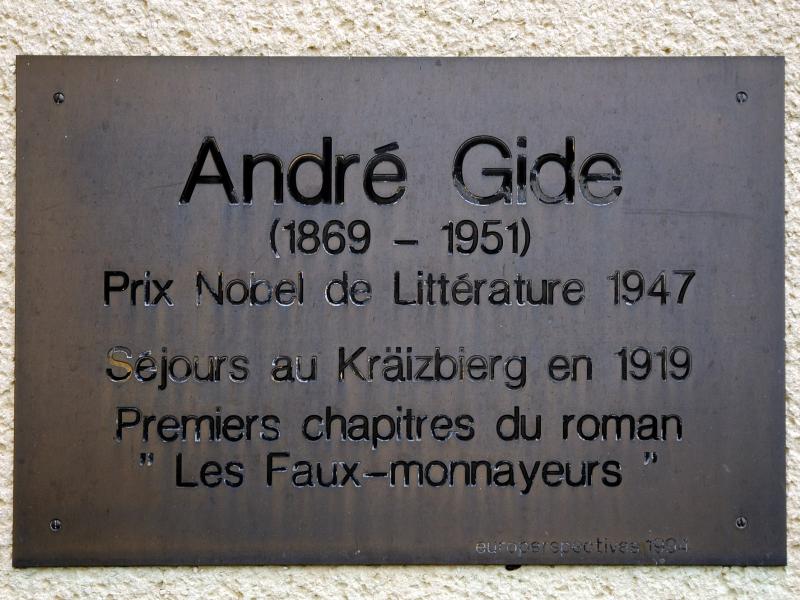 André Gide
(1869 – 1951)
Prix Nobel de Littérature 1947
Séjours au Kräizbierg en 1919
Premiers chapitres du roman
" Les Faux-monnayeurs "
europerspectives 1994